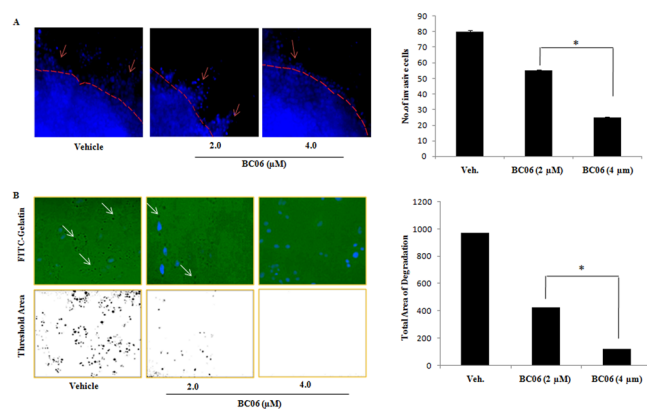 A
Vehicle
2.0
4.0
BC06 (µM)
No.of invasive cells
90
80
70
60
50
40
30
20
10
0
*
Veh.
BC06 (2 µM)
BC06 (4 µm)
B
FITC-Gelatin
Threshold Area
Vehicle
2.0
4.0
BC06 (µM)
Total Area of Degradation
1200
1000
800
600
400
200
0
*
Veh.
BC06 (2 µM)
BC06 (4 µm)